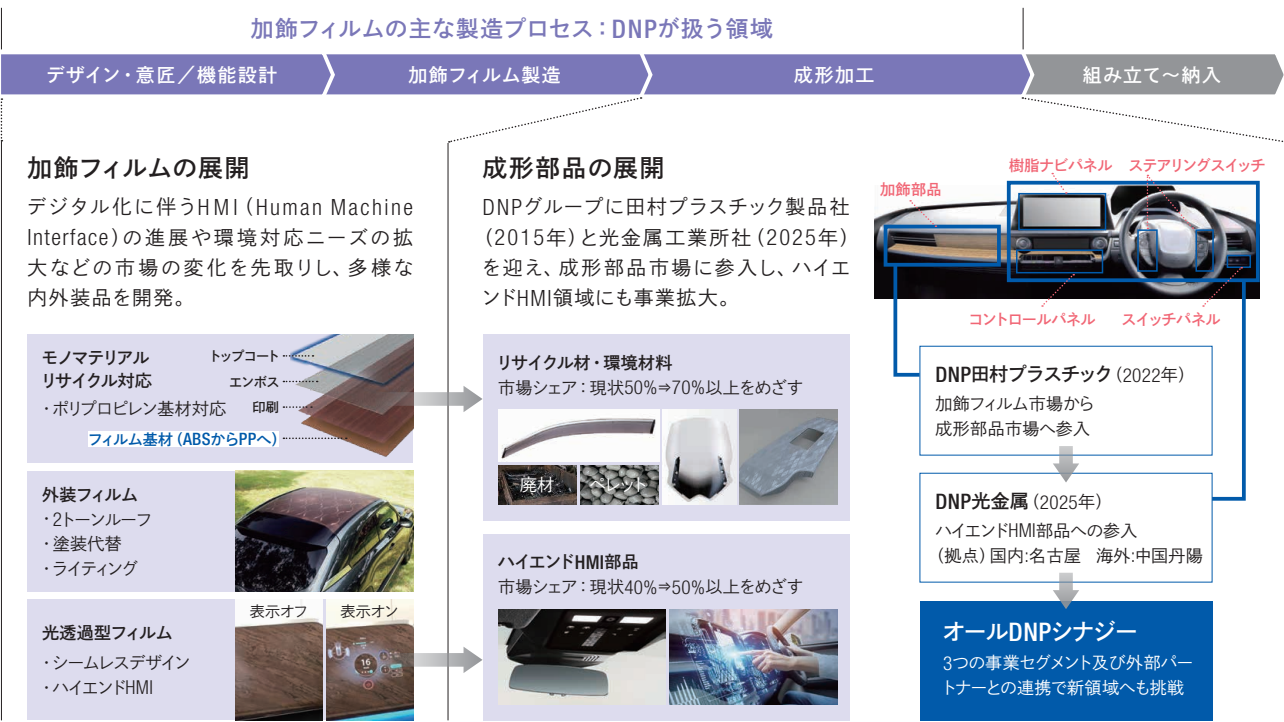 加飾フィルムの主な製造プロセス：DNPが扱う領域
デザイン・意匠／機能設計
加飾フィルム製造
成形加工
組み立て～納入
加飾フィルムの展開
デジタル化に伴うHMI（Human Machine
Interface）の進展や環境対応ニーズの拡
大などの市場の変化を先取りし、多様な
内外装品を開発。
モノマテリアル
リサイクル対応
・ポリプロピレン基材対応
トップコート
エンボス
印刷
フィルム基材（ABSからPPへ）
外装フィルム
・2トーンルーフ
・塗装代替
・ライティング
光透過型フィルム
・シームレスデザイン
・ハイエンドHMI
表示オフ
表示オン
16
成形部品の展開
DNPグループに田村プラスチック製品社
（2015年）と光金属工業所社（2025年）
を迎え、成形部品市場に参入し、ハイエ
ンドHMI領域にも事業拡大。
リサイクル材・環境材料
市場シェア：現状50%⇒70%以上をめざす
廃材
ペレット
ハイエンドHMI部品
市場シェア：現状40%⇒50%以上をめざす
加飾部品
樹脂ナビパネル
ステアリングスイッチ
コントロールパネル
スイッチパネル
DNP田村プラスチック（2022年）
加飾フィルム市場から
成形部品市場へ参入
DNP光金属（2025年）
ハイエンドHMI部品への参入
（拠点）国内:名古屋　海外:中国丹陽
オールDNPシナジー
3つの事業セグメント及び外部パー
トナーとの連携で新領域へも挑戦